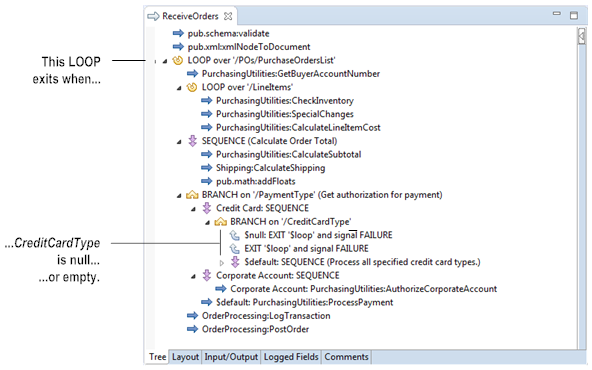 ReceiveOrders
pub.schema:validate
pub.xml:xmlNodeToDocument
This LOOP
exits when...
LOOP over '/POs/PurchaseOrdersList'
PurchasingUtilities:GetBuyerAccountNumber
LOOP over '/LineItems'
PurchasingUtilities:CheckInventory
PurchasingUtilities:SpecialChanges
PurchasingUtilities:CalculateLineItemCost
SEQUENCE (Calculate Order Total)
PurchasingUtilities:CalculateSubtotal
Shipping:CalculateShipping
pub.math:addFloats
BRANCH on '/PaymentType' (Get authorization for payment)
Credit Card: SEQUENCE
BRANCH on '/CreditCardType'
...CreditCardType
is null...
...or empty.
$null: EXIT '$loop' and signal FAILURE
EXIT '$loop' and signal FAILURE
$default: SEQUENCE (Process all specified credit card types.)
Corporate Account: SEQUENCE
Corporate Account: PurchasingUtilities:AuthorizeCorporateAccount
$default: PurchasingUtilities:ProcessPayment
OrderProcessing:LogTransaction
OrderProcessing:PostOrder
Tree Layout Input/Output Logged Fields Comments